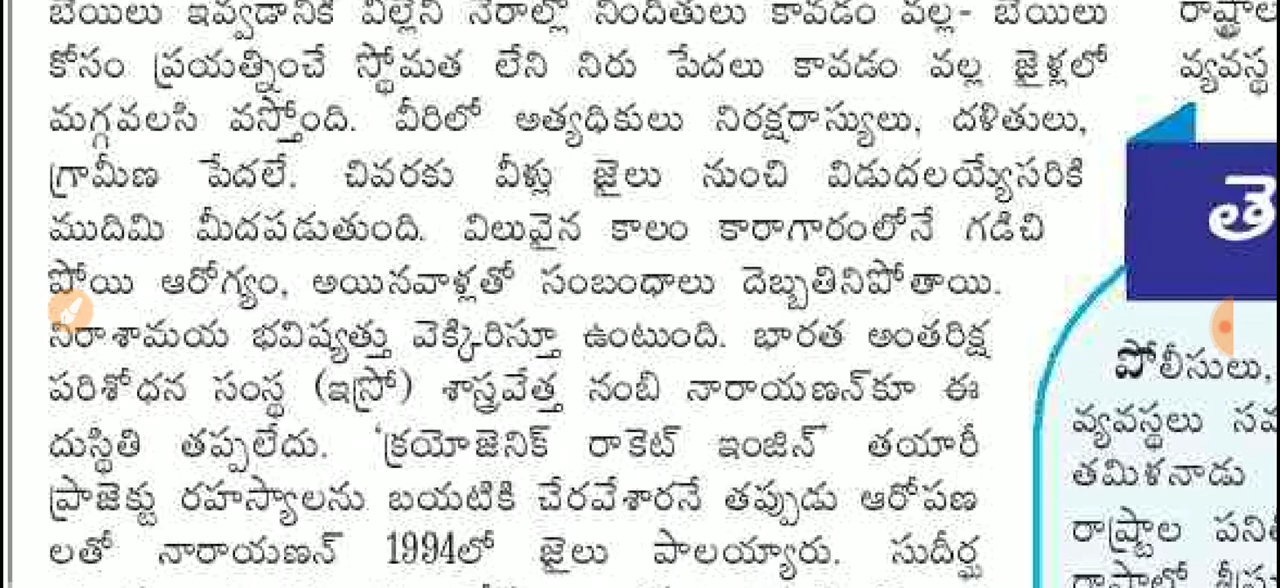 బెయిలు ఇవ్వడానికి వీల్లేని నేరాల్లో నిందితులు కావడం వల్ల- బెయిలు
కోసం ప్రయత్నించే స్థోమత లేని నిరు పేదలు కావడం వల్ల జైళ్లలో
మగ్గవలసి వస్తోంది. వీరిలో అత్యధికులు నిరక్షరాస్యులు, దళితులు,
గ్రామీణ పేదలే. చివరకు వీళ్లు జైలు నుంచి విడుదలయ్యేసరికి
ముదిమి మీదపడుతుంది. విలువైన కాలం కారాగారంలోనే గడిచి
పోయి ఆరోగ్యం, అయినవాళ్లతో సంబంధాలు దెబ్బతినిపోతాయి.
నిరాశామయ భవిష్యత్తు వెక్కిరిస్తూ ఉంటుంది. భారత అంతరిక్ష
పరిశోధన సంస్థ (ఇస్రో) శాస్త్రవేత్త నంబి నారాయణన్‌కూ ఈ
దుస్థితి తప్పలేదు. ‘క్రయోజెనిక్ రాకెట్ ఇంజిన్’ తయారీ
ప్రాజెక్టు రహస్యాలను బయటికి చేరవేశారనే తప్పుడు ఆరోపణ
లతో నారాయణన్ 1994లో జైలు పాలయ్యారు. సుదీర్ఘ
రాష్ట్రాల
వ్యవస్థ
తె
పోలీసులు,
వ్యవస్థలు
తమిళనాడు
రాష్ట్రాల